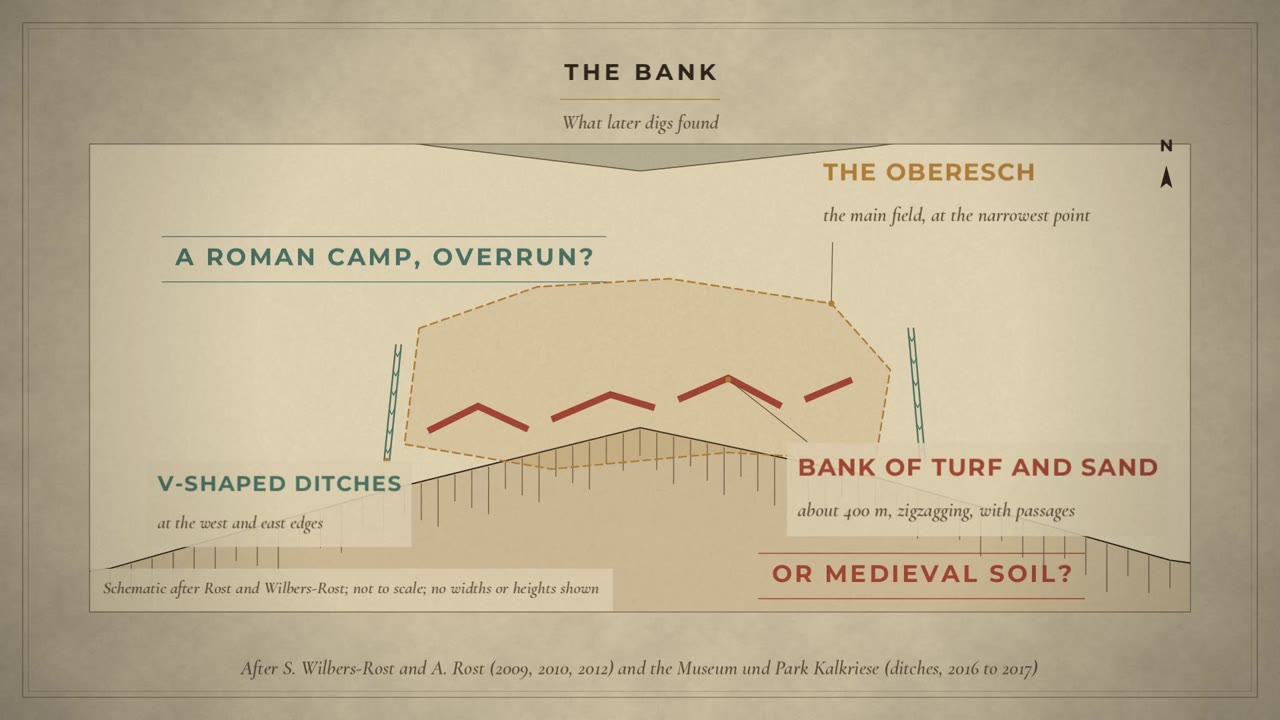 THE BANK
What later digs found
N
THE OBERESCH
the main field, at the narrowest point
A ROMAN CAMP, OVERRUN?
BANK OF TURF AND SAND
about 400 m, zigzagging, with passages
V-SHAPED DITCHES
at the west and east edges
OR MEDIEVAL SOIL?
Schematic after Rost and Wilbers-Rost; not to scale; no widths or heights shown
After S. Wilbers-Rost and A. Rost (2009, 2010, 2012) and the Museum und Park Kalkriese (ditches, 2016 to 2017)